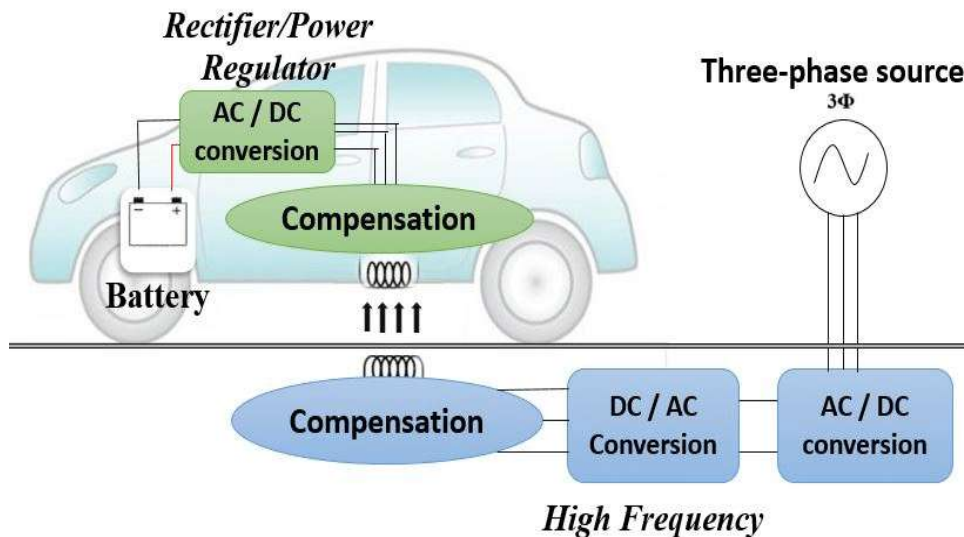 Rectifier/Power
Regulator
AC / DC
conversion
Compensation
− +
Battery
Three-phase source
3Φ
Compensation
DC / AC
Conversion
AC / DC
conversion
High Frequency